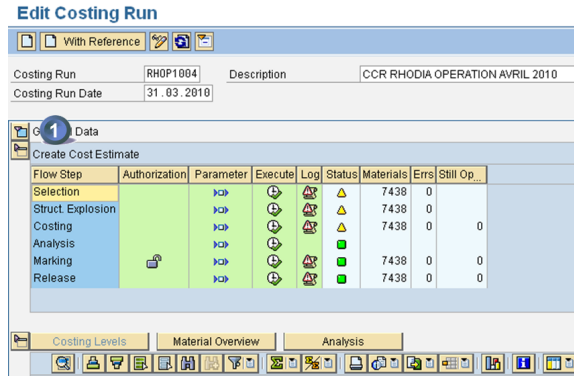 Edit Costing Run
With Reference
Costing Run RHOP1004 Description CCR RHODIA OPERATION AVRIL 2010
Costing Run Date 31.03.2010
1 Data
Create Cost Estimate
Flow Step Authorization Parameter Execute Log Status Materials Errs Still Op...
Selection 7438 0
Struct. Explosion 7438 0
Costing 7438 0 0
Analysis
Marking 7438 0 0
Release 7438 0 0
Costing Levels Material Overview Analysis